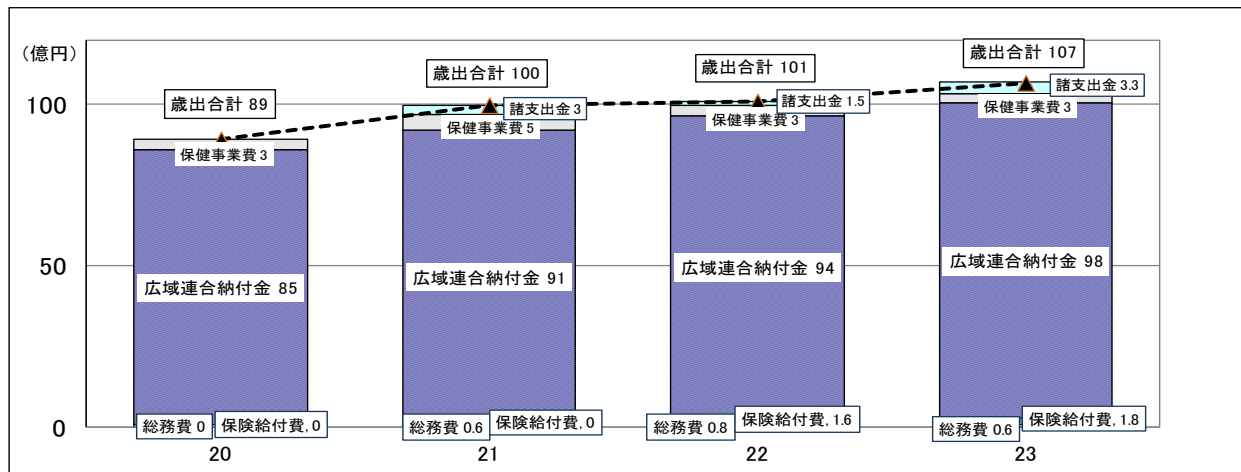 (億円)
歳出合計 107
歳出合計 101
歳出合計 100
歳出合計 89
諸支出金 3
諸支出金 1.5
諸支出金 3.3
100
保健事業費 3
保健事業費 5
保健事業費 3
保健事業費 3
50
広域連合納付金 85
広域連合納付金 91
広域連合納付金 94
広域連合納付金 98
0
総務費 0
保険給付費, 0
総務費 0.6
保険給付費, 0
総務費 0.8
保険給付費, 1.6
総務費 0.6
保険給付費, 1.8
20
21
22
23